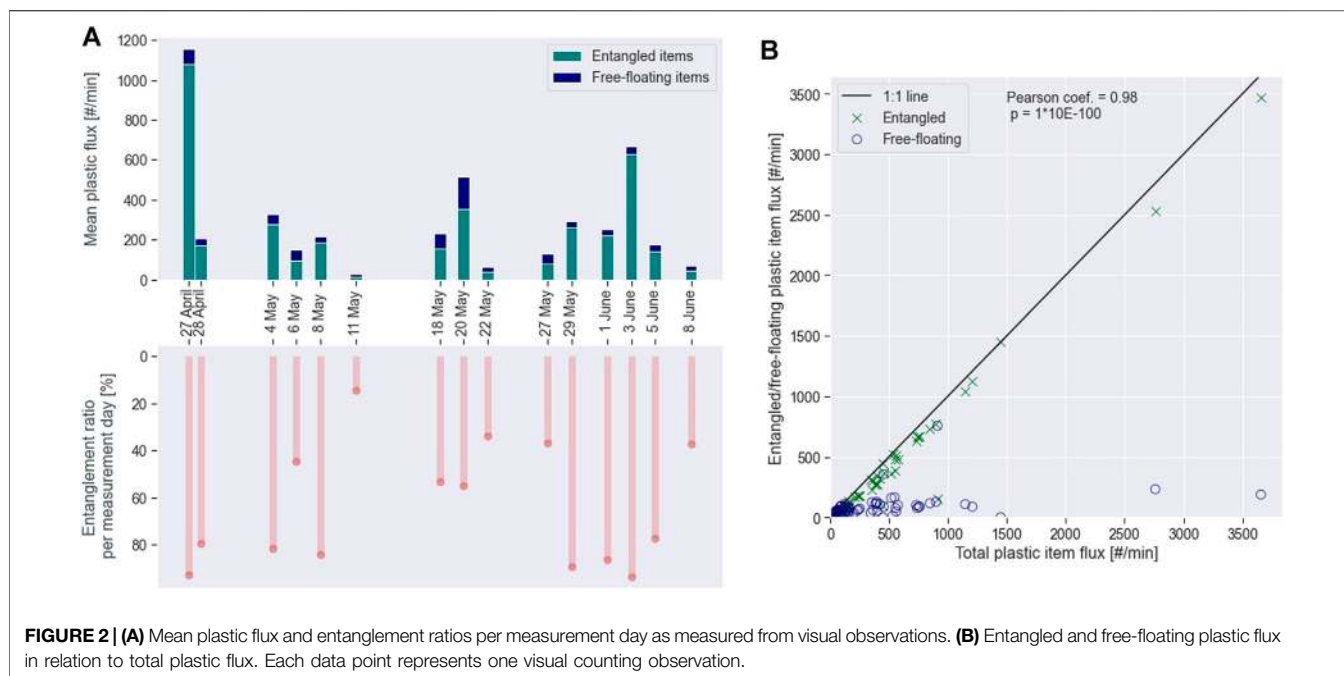 A
1200
1000
800
600
400
200
0
Mean plastic flux [#/min]
Entangled items
Free-floating items
27 April
28 April
4 May
6 May
8 May
11 May
18 May
20 May
22 May
27 May
29 May
1 June
3 June
5 June
8 June
0
20
40
60
80
Entanglement ratio
per measurement day [%]
B
3500
3000
2500
2000
1500
1000
500
0
Entangled/free-floating plastic item flux [#/min]
1:1 line
Entangled
Free-floating
Pearson coef. = 0.98
p = 1*10E-100
0 500 1000 1500 2000 2500 3000 3500
Total plastic item flux [#/min]
FIGURE 2 | (A) Mean plastic flux and entanglement ratios per measurement day as measured from visual observations. (B) Entangled and free-floating plastic flux
in relation to total plastic flux. Each data point represents one visual counting observation.